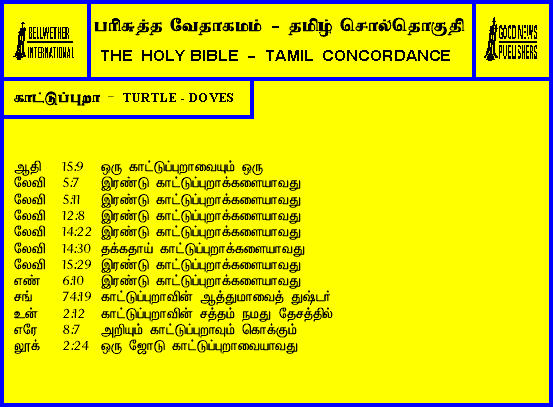 BELLWETHER
INTERNATIONAL
பரிசுத்த வேதாகமம் - தமிழ் சொல்தொகுதி
THE HOLY BIBLE - TAMIL CONCORDANCE
GOOD NEWS
PUBLISHERS
காட்டுப்புறா - TURTLE - DOVES
ஆதி 15:9 ஒரு காட்டுப்புறாவையும் ஒரு
லேவி 5:7 இரண்டு காட்டுப்புறாக்களையாவது
லேவி 5:11 இரண்டு காட்டுப்புறாக்களையாவது
லேவி 12:8 இரண்டு காட்டுப்புறாக்களையாவது
லேவி 14:22 இரண்டு காட்டுப்புறாக்களையாவது
லேவி 14:30 தக்கதாய் காட்டுப்புறாக்களையாவது
லேவி 15:29 இரண்டு காட்டுப்புறாக்களையாவது
எண் 6:10 இரண்டு காட்டுப்புறாக்களையாவது
சங் 74:19 காட்டுப்புறாவின் ஆத்துமாவைத் துஷ்டர்
உன் 2:12 காட்டுப்புறாவின் சத்தம் நமது தேசத்தில்
எரே 8:7 அறியும் காட்டுப்புறாவும் கொக்கும்
லூக் 2:24 ஒரு ஜோடு காட்டுப்புறாவையாவது